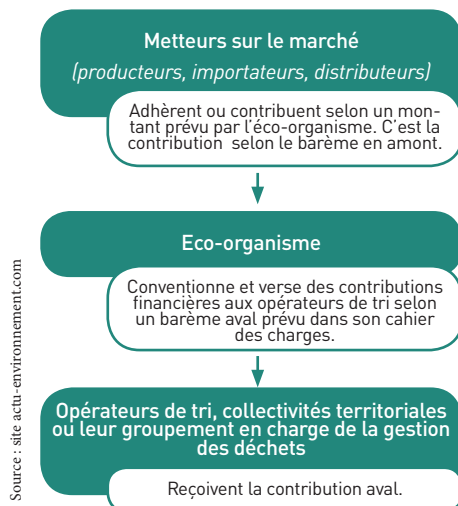 Metteurs sur le marché
(producteurs, importateurs, distributeurs)
Adhèrent ou contribuent selon un mon-
tant prévu par l'éco-organisme. C'est la
contribution selon le barème en amont.
Eco-organisme
Conventionne et verse des contributions
financières aux opérateurs de tri selon
un barème aval prévu dans son cahier
des charges.
Opérateurs de tri, collectivités territoriales
ou leur groupement en charge de la gestion
des déchets
Reçoivent la contribution aval.
Source : site actu-environnement.com